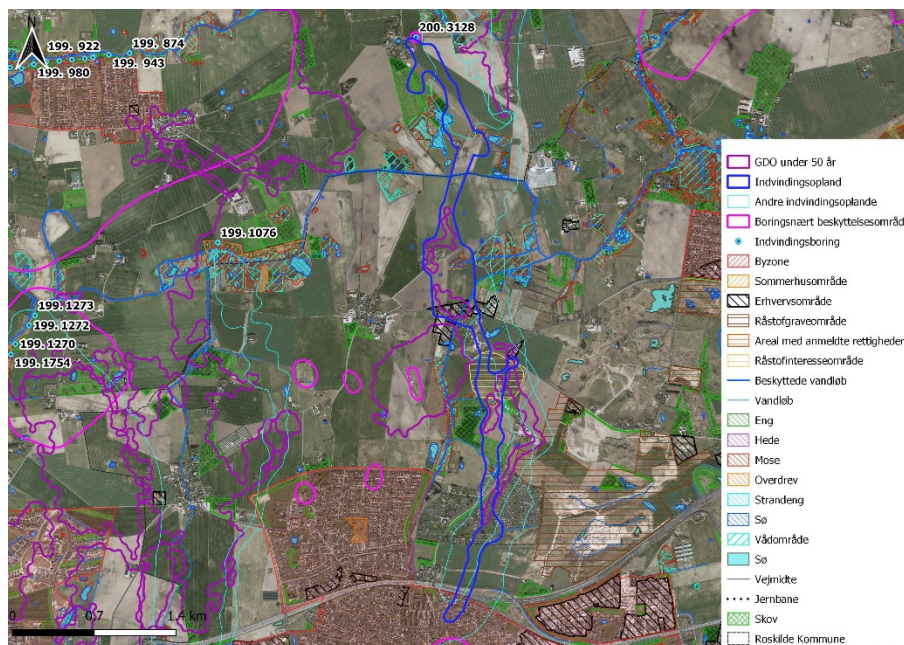 N
199. 922
199. 874
199. 980
199. 943
200. 3128
199. 1076
199. 1273
199. 1272
199. 1270
199. 1754
GDO under 50 år
Indvindingsopland
Andre indvindingsoplande
Boringsnært beskyttelsesområd
Indvindingsboring
Byzone
Sommerhusområde
Erhvervsområde
Råstofgraveområde
Areal med anmeldte rettigheder
Råstofinteresseområde
Beskyttede vandløb
Vandløb
Eng
Hede
Mose
Overdrev
Strandeng
Sø
Vådområde
Sø
Vejmidte
Jernbane
Skov
Roskilde Kommune
0 0.7 1.4 km